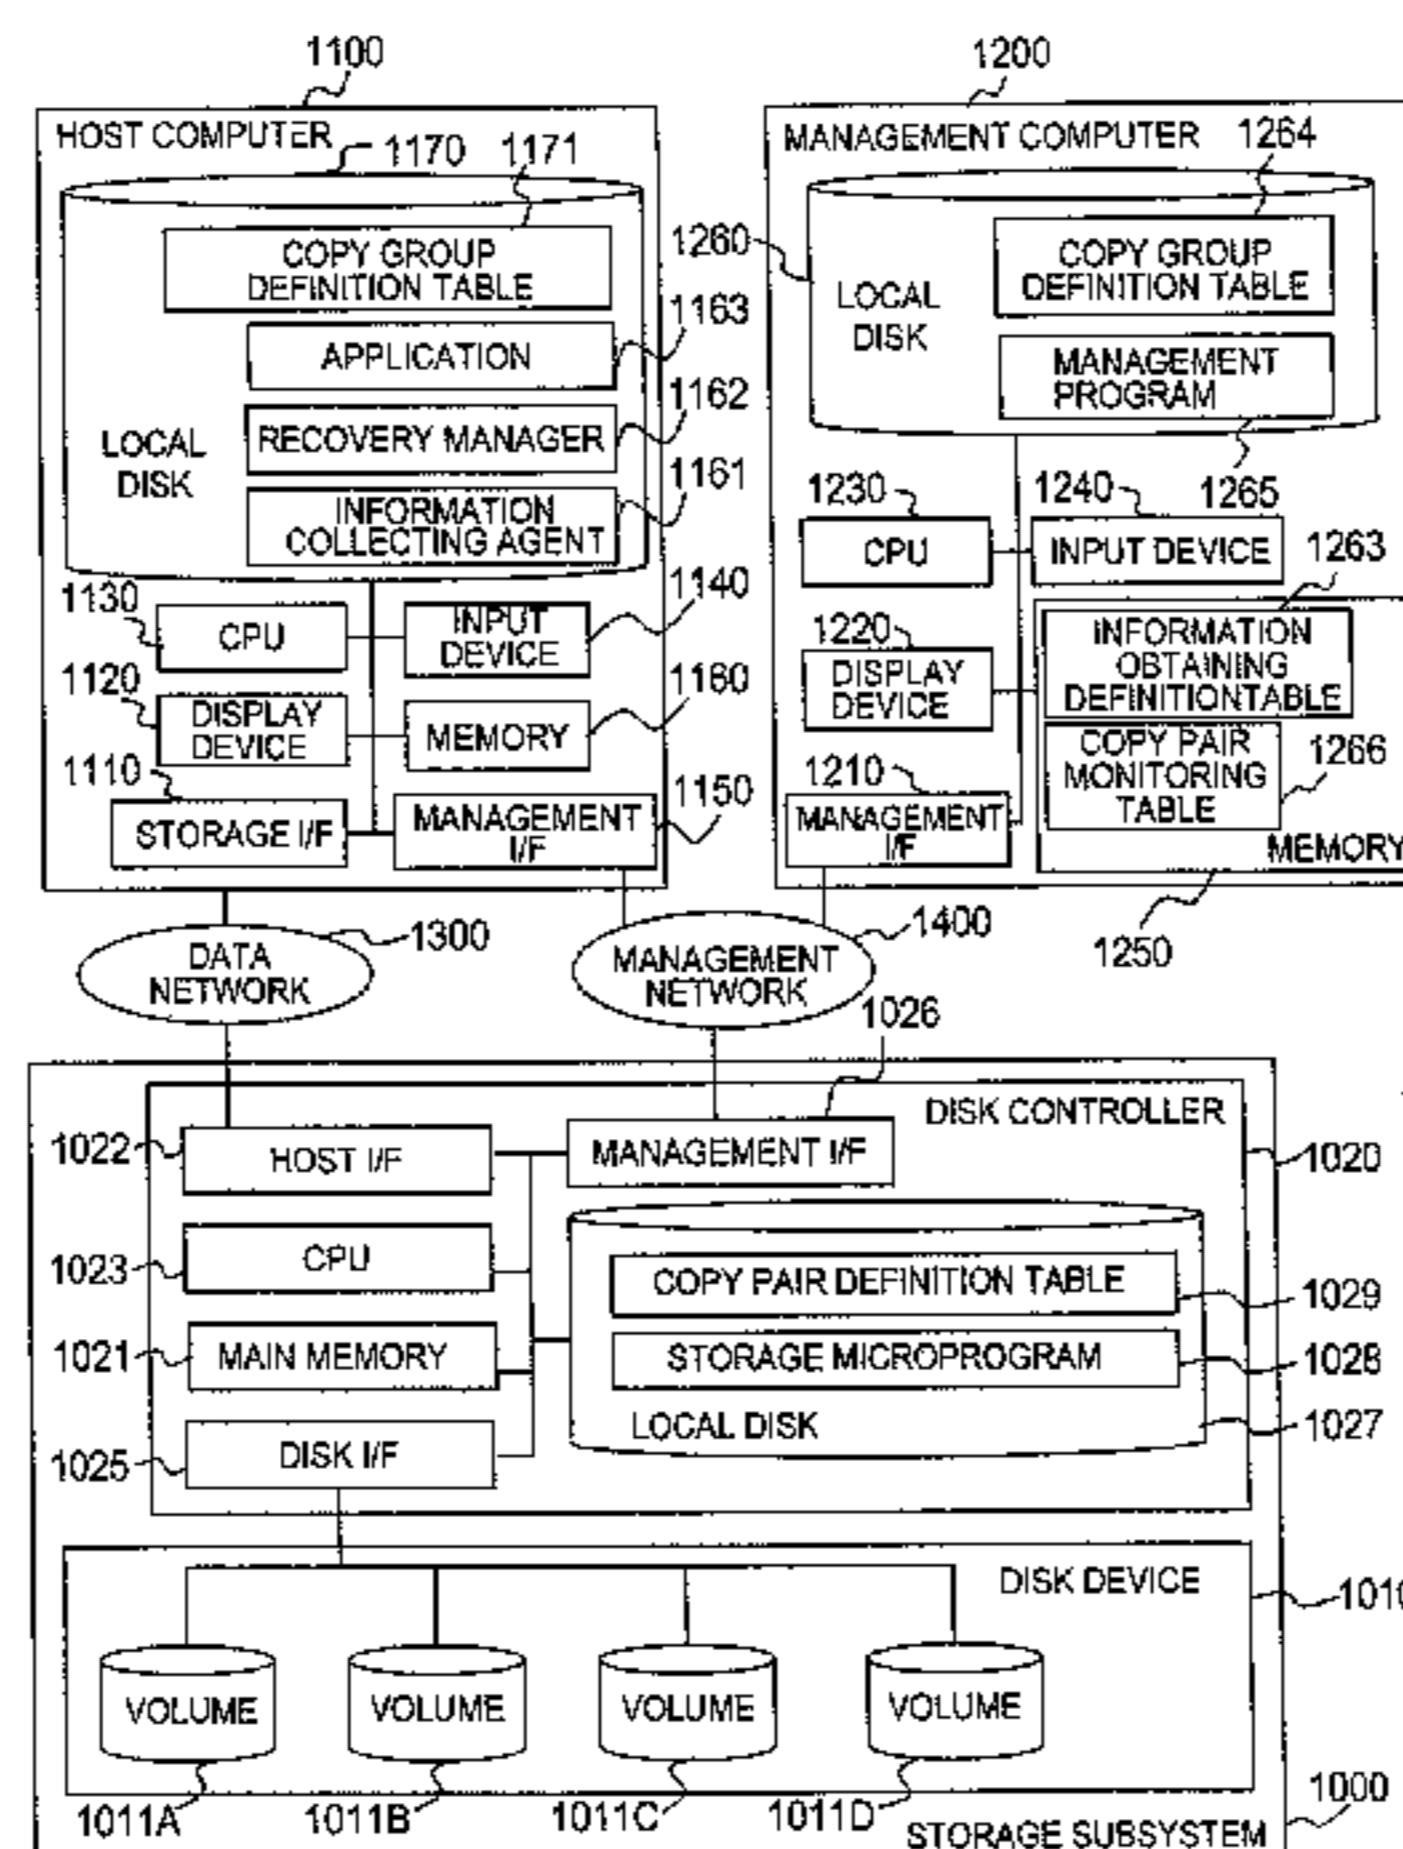 1100
HOST COMPUTER
1170
1171
COPY GROUP
DEFINITION TABLE
1163
APPLICATION
1162
RECOVERY MANAGER
LOCAL
DISK
1161
INFORMATION
COLLECTING AGENT
1130
CPU
INPUT
DEVICE
1140
1120
DISPLAY
DEVICE
MEMORY
1160
1110
STORAGE I/F
MANAGEMENT
I/F
1150
1200
MANAGEMENT COMPUTER
1264
1260
LOCAL
DISK
COPY GROUP
DEFINITION TABLE
MANAGEMENT
PROGRAM
1265
1230
CPU
1240
INPUT DEVICE
1263
1220
DISPLAY
DEVICE
INFORMATION
OBTAINING
DEFINITIONTABLE
COPY PAIR
MONITORING
TABLE
1266
1210
MANAGEMENT
I/F
MEMORY
1250
1300
DATA
NETWORK
1400
MANAGEMENT
NETWORK
1026
DISK CONTROLLER
1022
HOST I/F
MANAGEMENT I/F
1020
1023
CPU
COPY PAIR DEFINITION TABLE
1029
1021
MAIN MEMORY
STORAGE MICROPROGRAM
1028
LOCAL DISK
1027
1025
DISK I/F
DISK DEVICE
1010
VOLUME
VOLUME
VOLUME
VOLUME
1011A
1011B
1011C
1011D
1000
STORAGE SUBSYSTEM